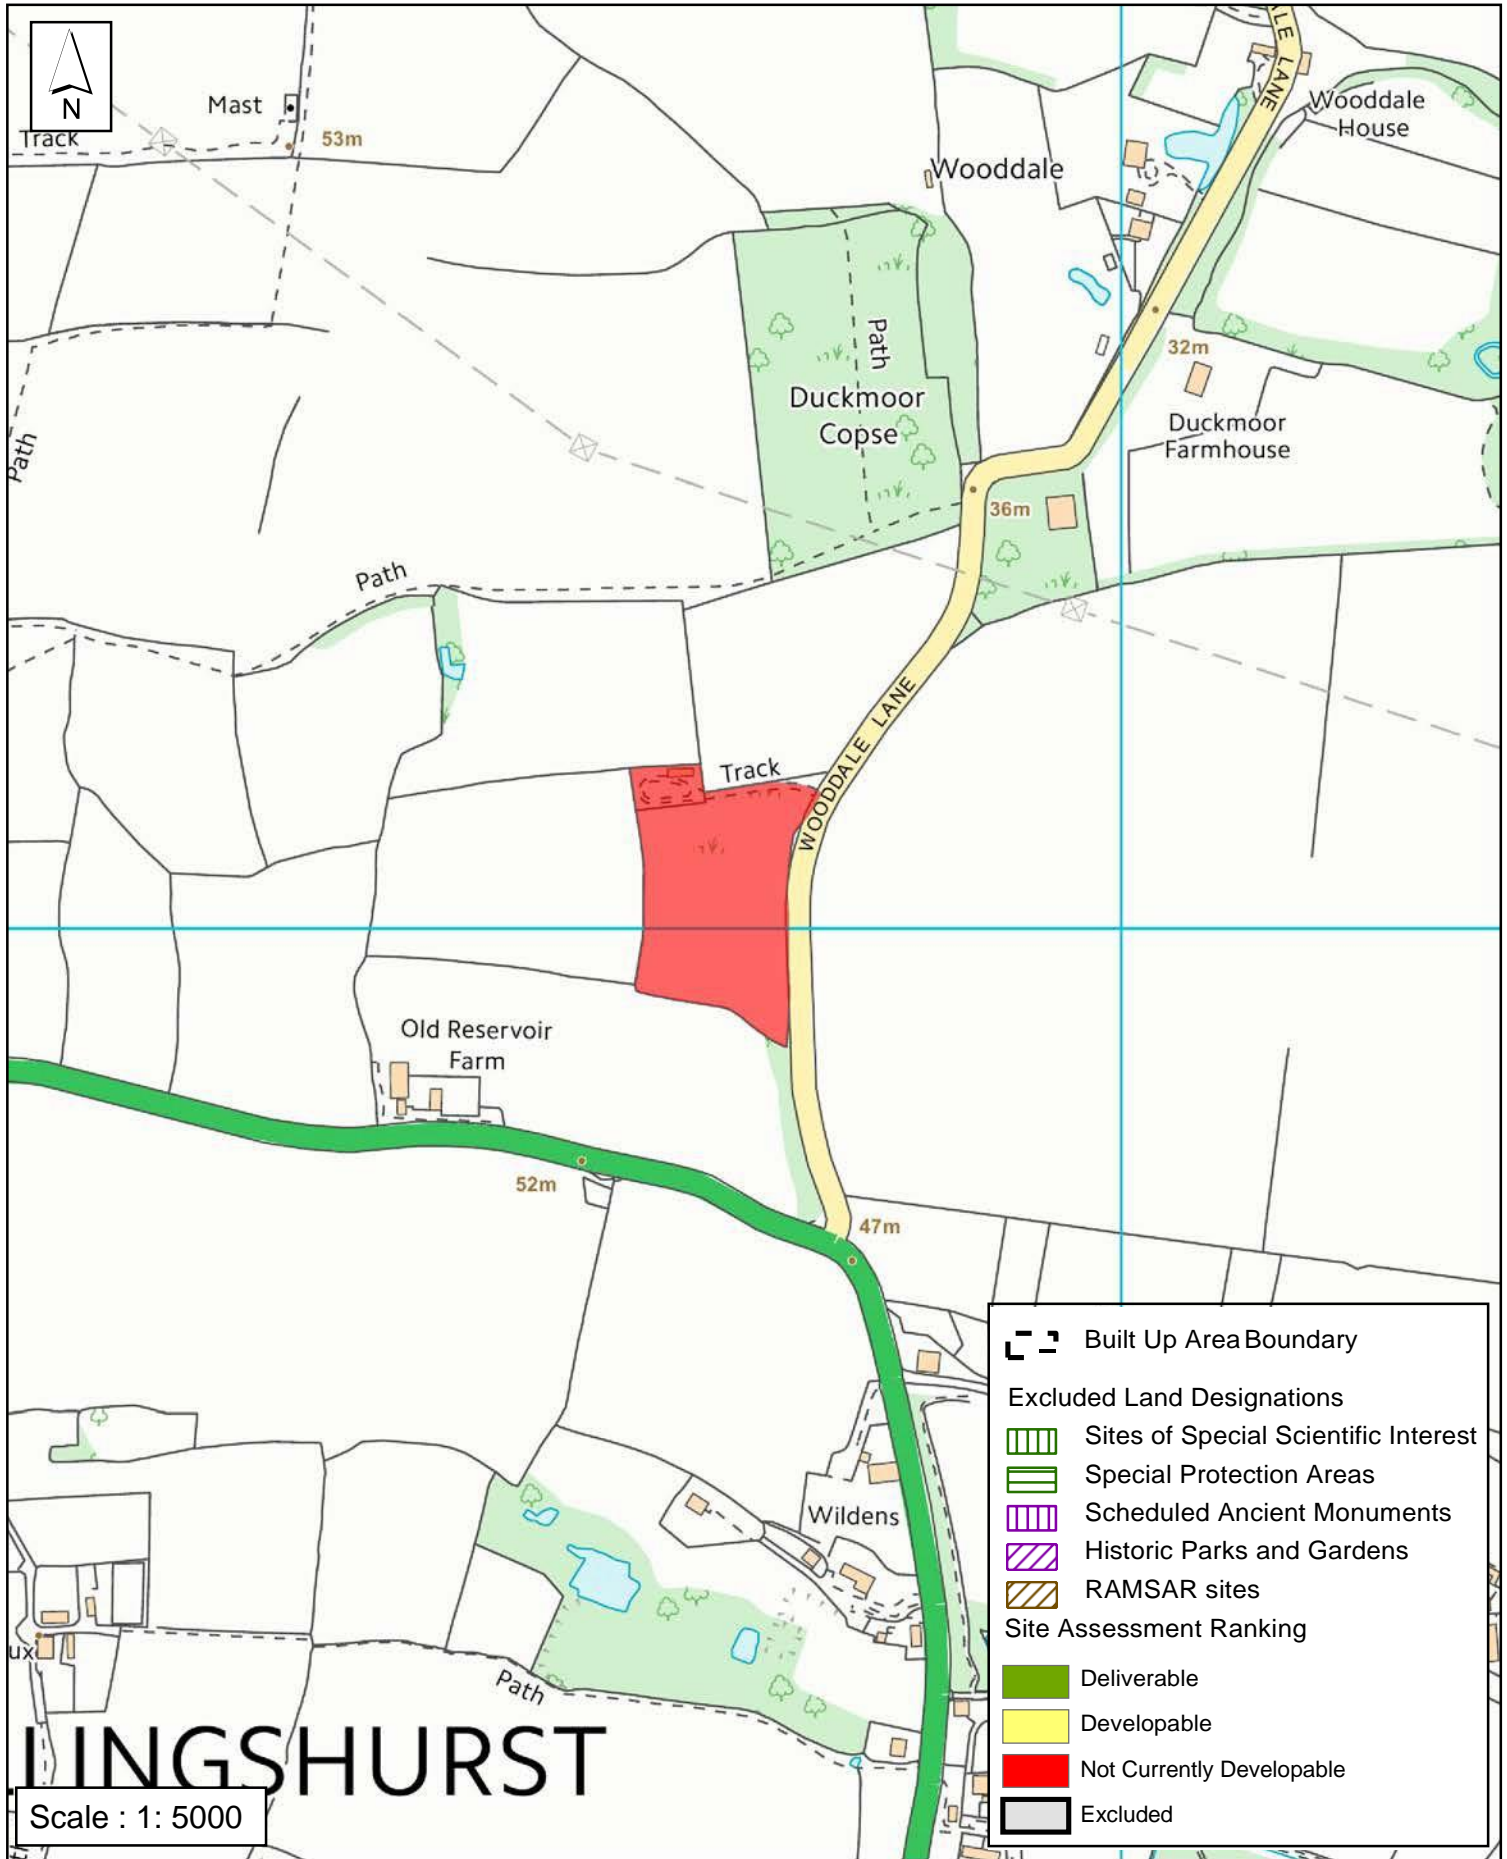 N
Mast
Track
53m
LE LANE
Wooddale
House
Wooddale
Path
Duckmoor
Copse
32m
Duckmoor
Farmhouse
Path
36m
Path
WOODDALE LANE
Track
Old Reservoir
Farm
52m
47m
Wildens
Path
LINGSHURST
Scale : 1: 5000
Built Up Area Boundary
Excluded Land Designations
Sites of Special Scientific Interest
Special Protection Areas
Scheduled Ancient Monuments
Historic Parks and Gardens
RAMSAR sites
Site Assessment Ranking
Deliverable
Developable
Not Currently Developable
Excluded